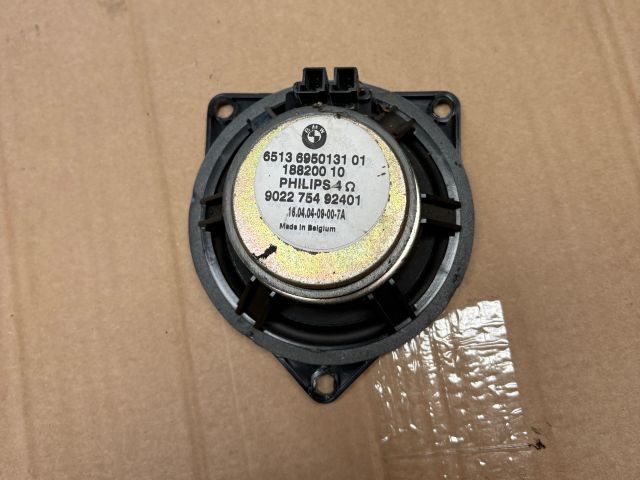 BMW
6513 6950131 01
188200 10
PHILIPS 4 Ω
9022 754 92401
16.04.04-09-00-7A
Made in Belgium